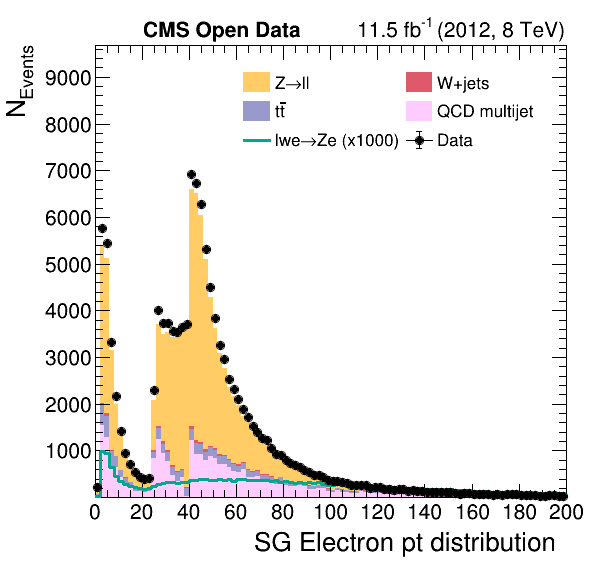 CMS Open Data 11.5 fb⁻¹ (2012, 8 TeV)
N_Events
9000
8000
7000
6000
5000
4000
3000
2000
1000
Z→ll W+jets
tt̄ QCD multijet
lwe→Ze (x1000) Data
0 20 40 60 80 100 120 140 160 180 200
SG Electron pt distribution